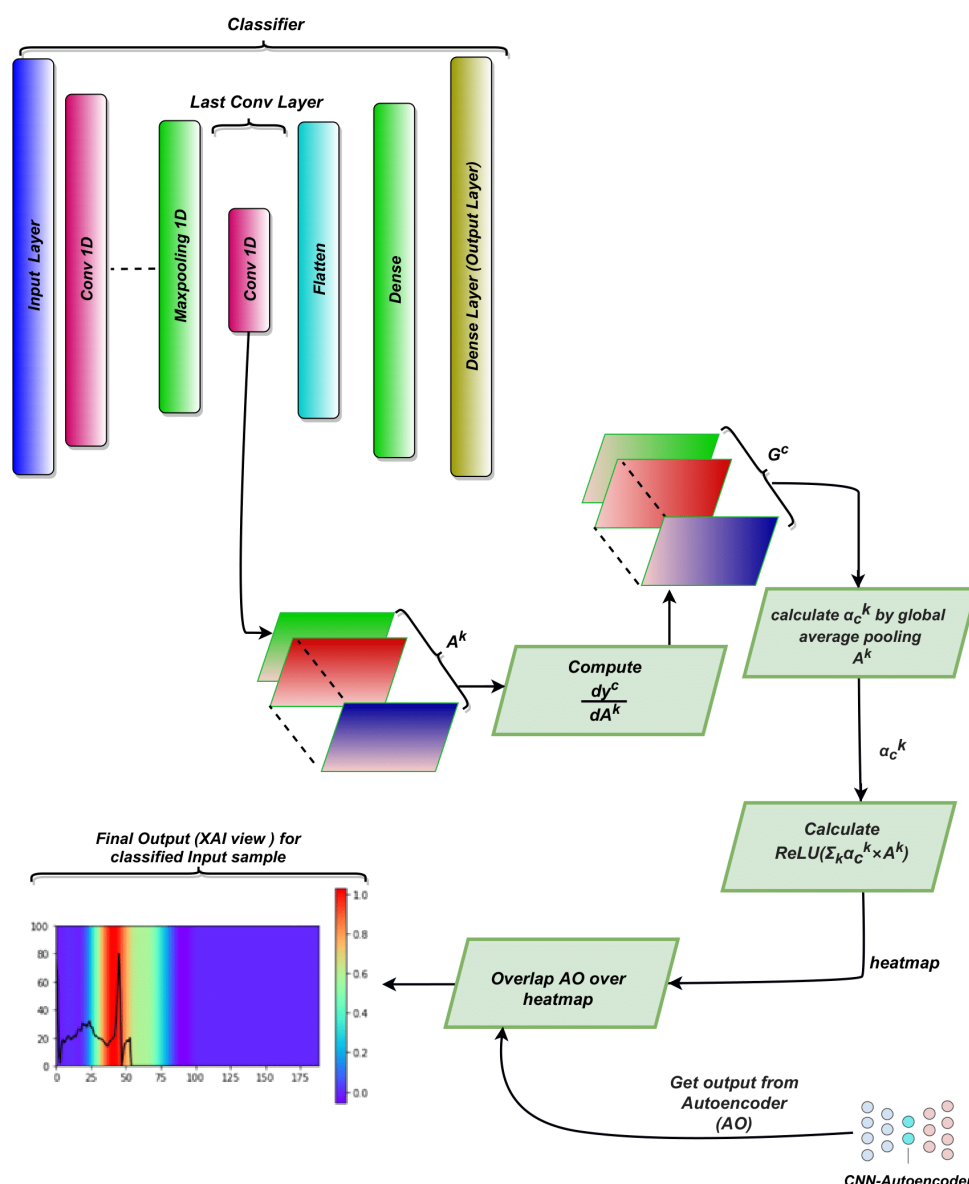 Classifier
Last Conv Layer
Input Layer
Conv 1D
Maxpooling 1D
Conv 1D
Flatten
Dense
Dense Layer (Output Layer)
G^c
A^k
Compute
dy^c
dA^k
calculate α_c^k by global
average pooling
A^k
α_c^k
Calculate
ReLU(Σ_k α_c^k×A^k)
heatmap
Overlap AO over
heatmap
Get output from
Autoencoder
(AO)
CNN-Autoencoder
Final Output (XAI view ) for
classified Input sample
100
80
60
40
20
0
0 25 50 75 100 125 150 175
1.0
0.8
0.6
0.4
0.2
0.0